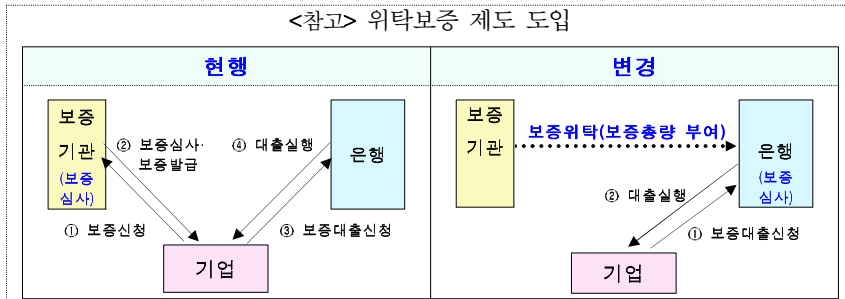 <참고> 위탁보증 제도 도입
현행
보증
기관
(보증
심사)
② 보증심사·
보증발급
④ 대출실행
은행
① 보증신청
③ 보증대출신청
기업
변경
보증
기관
보증위탁(보증총량 부여)
은행
(보증
심사)
② 대출실행
① 보증대출신청
기업